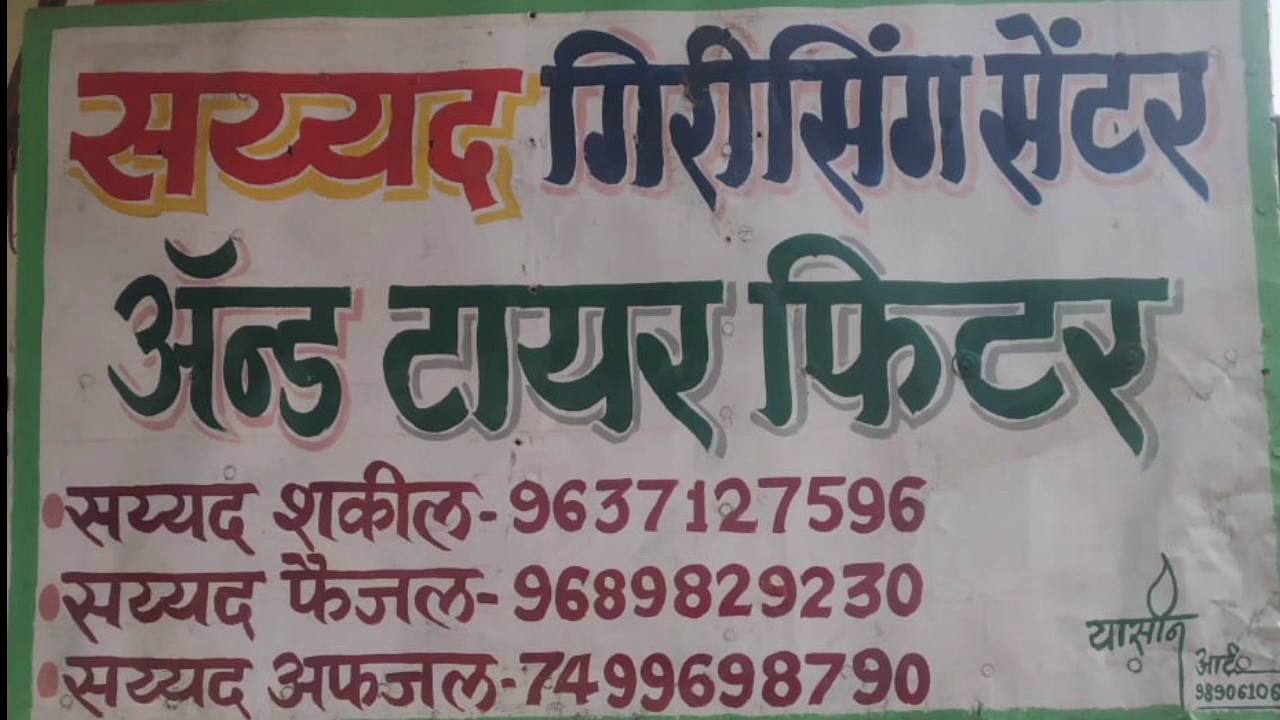 सय्यद गिरीसिंग सेंटर
ॲन्ड टायर फिटर
सय्यद शकील-9637127596
सय्यद फैजल-9689829230
सय्यद अफजल-7499698790
यासीन
आर्ट
98906106